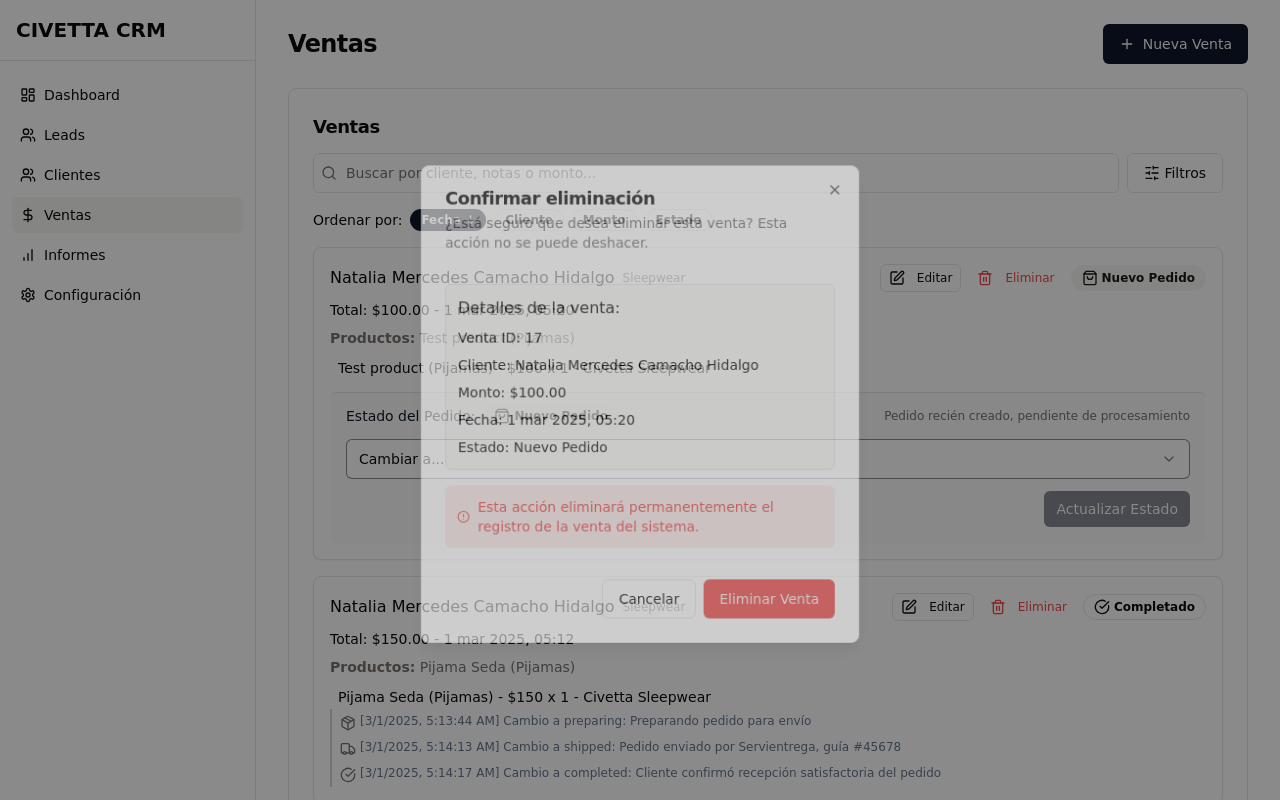 CIVETTA CRM
Dashboard
Leads
Clientes
Ventas
Informes
Configuración
Ventas
Nueva Venta
Ventas
Buscar por cliente, notas o monto...
Filtros
Ordenar por:
Fecha
Cliente
Monto
Estado
Natalia Mercedes Camacho Hidalgo Sleepwear
Editar
Eliminar
Nuevo Pedido
Total: $100.00 - 1 mar 2025, 05:20
Productos: Test product (Pijamas)
Test product (Pijamas) - $100 x 1 - Civetta Sleepwear
Estado del Pedido: Nuevo Pedido
Pedido recién creado, pendiente de procesamiento
Cambiar a...
Actualizar Estado
Natalia Mercedes Camacho Hidalgo Sleepwear
Editar
Eliminar
Completado
Total: $150.00 - 1 mar 2025, 05:12
Productos: Pijama Seda (Pijamas)
Pijama Seda (Pijamas) - $150 x 1 - Civetta Sleepwear
[3/1/2025, 5:13:44 AM] Cambio a preparing: Preparando pedido para envío
[3/1/2025, 5:14:13 AM] Cambio a shipped: Pedido enviado por Servientrega, guía #45678
[3/1/2025, 5:14:17 AM] Cambio a completed: Cliente confirmó recepción satisfactoria del pedido
Confirmar eliminación
¿Está seguro que desea eliminar esta venta? Esta
acción no se puede deshacer.
Detalles de la venta:
Venta ID: 17
Cliente: Natalia Mercedes Camacho Hidalgo
Monto: $100.00
Fecha: 1 mar 2025, 05:20
Estado: Nuevo Pedido
Esta acción eliminará permanentemente el
registro de la venta del sistema.
Cancelar
Eliminar Venta